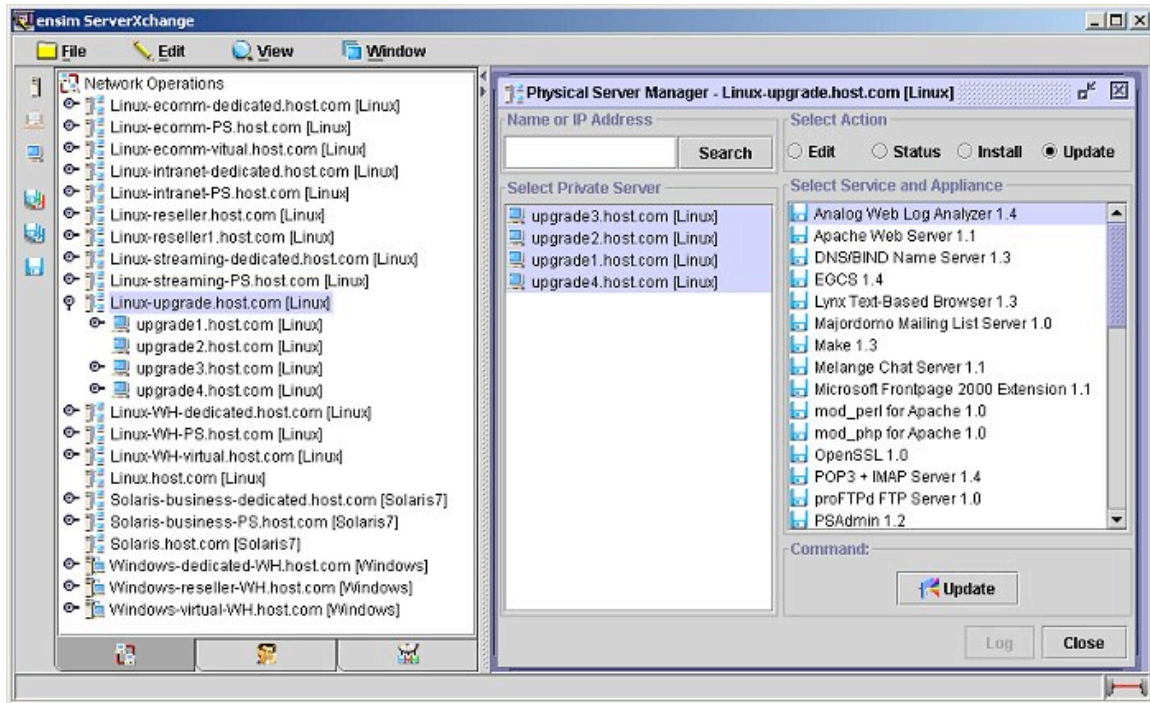 ensim ServerXchange
File Edit View Window
Network Operations
Linux-ecomm-dedicated.host.com [Linux]
Linux-ecomm-PS.host.com [Linux]
Linux-ecomm-vitual.host.com [Linux]
Linux-intranet-dedicated.host.com [Linux]
Linux-intranet-PS.host.com [Linux]
Linux-reseller.host.com [Linux]
Linux-reseller1.host.com [Linux]
Linux-streaming-dedicated.host.com [Linux]
Linux-streaming-PS.host.com [Linux]
Linux-upgrade.host.com [Linux]
upgrade1.host.com [Linux]
upgrade2.host.com [Linux]
upgrade3.host.com [Linux]
upgrade4.host.com [Linux]
Linux-WH-dedicated.host.com [Linux]
Linux-WH-PS.host.com [Linux]
Linux-WH-virtual.host.com [Linux]
Linux.host.com [Linux]
Solaris-business-dedicated.host.com [Solaris7]
Solaris-business-PS.host.com [Solaris7]
Solaris.host.com [Solaris7]
Windows-dedicated-WH.host.com [Windows]
Windows-reseller-WH.host.com [Windows]
Windows-virtual-WH.host.com [Windows]
Physical Server Manager - Linux-upgrade.host.com [Linux]
Name or IP Address
Search
Select Private Server
upgrade3.host.com [Linux]
upgrade2.host.com [Linux]
upgrade1.host.com [Linux]
upgrade4.host.com [Linux]
Select Action
Edit Status Install Update
Select Service and Appliance
Analog Web Log Analyzer 1.4
Apache Web Server 1.1
DNS/BIND Name Server 1.3
EGCS 1.4
Lynx Text-Based Browser 1.3
Majordomo Mailing List Server 1.0
Make 1.3
Melange Chat Server 1.1
Microsoft Frontpage 2000 Extension 1.1
mod_perl for Apache 1.0
mod_php for Apache 1.0
OpenSSL 1.0
POP3 + IMAP Server 1.4
proFTPd FTP Server 1.0
PSAdmin 1.2
Command:
Update
Log Close